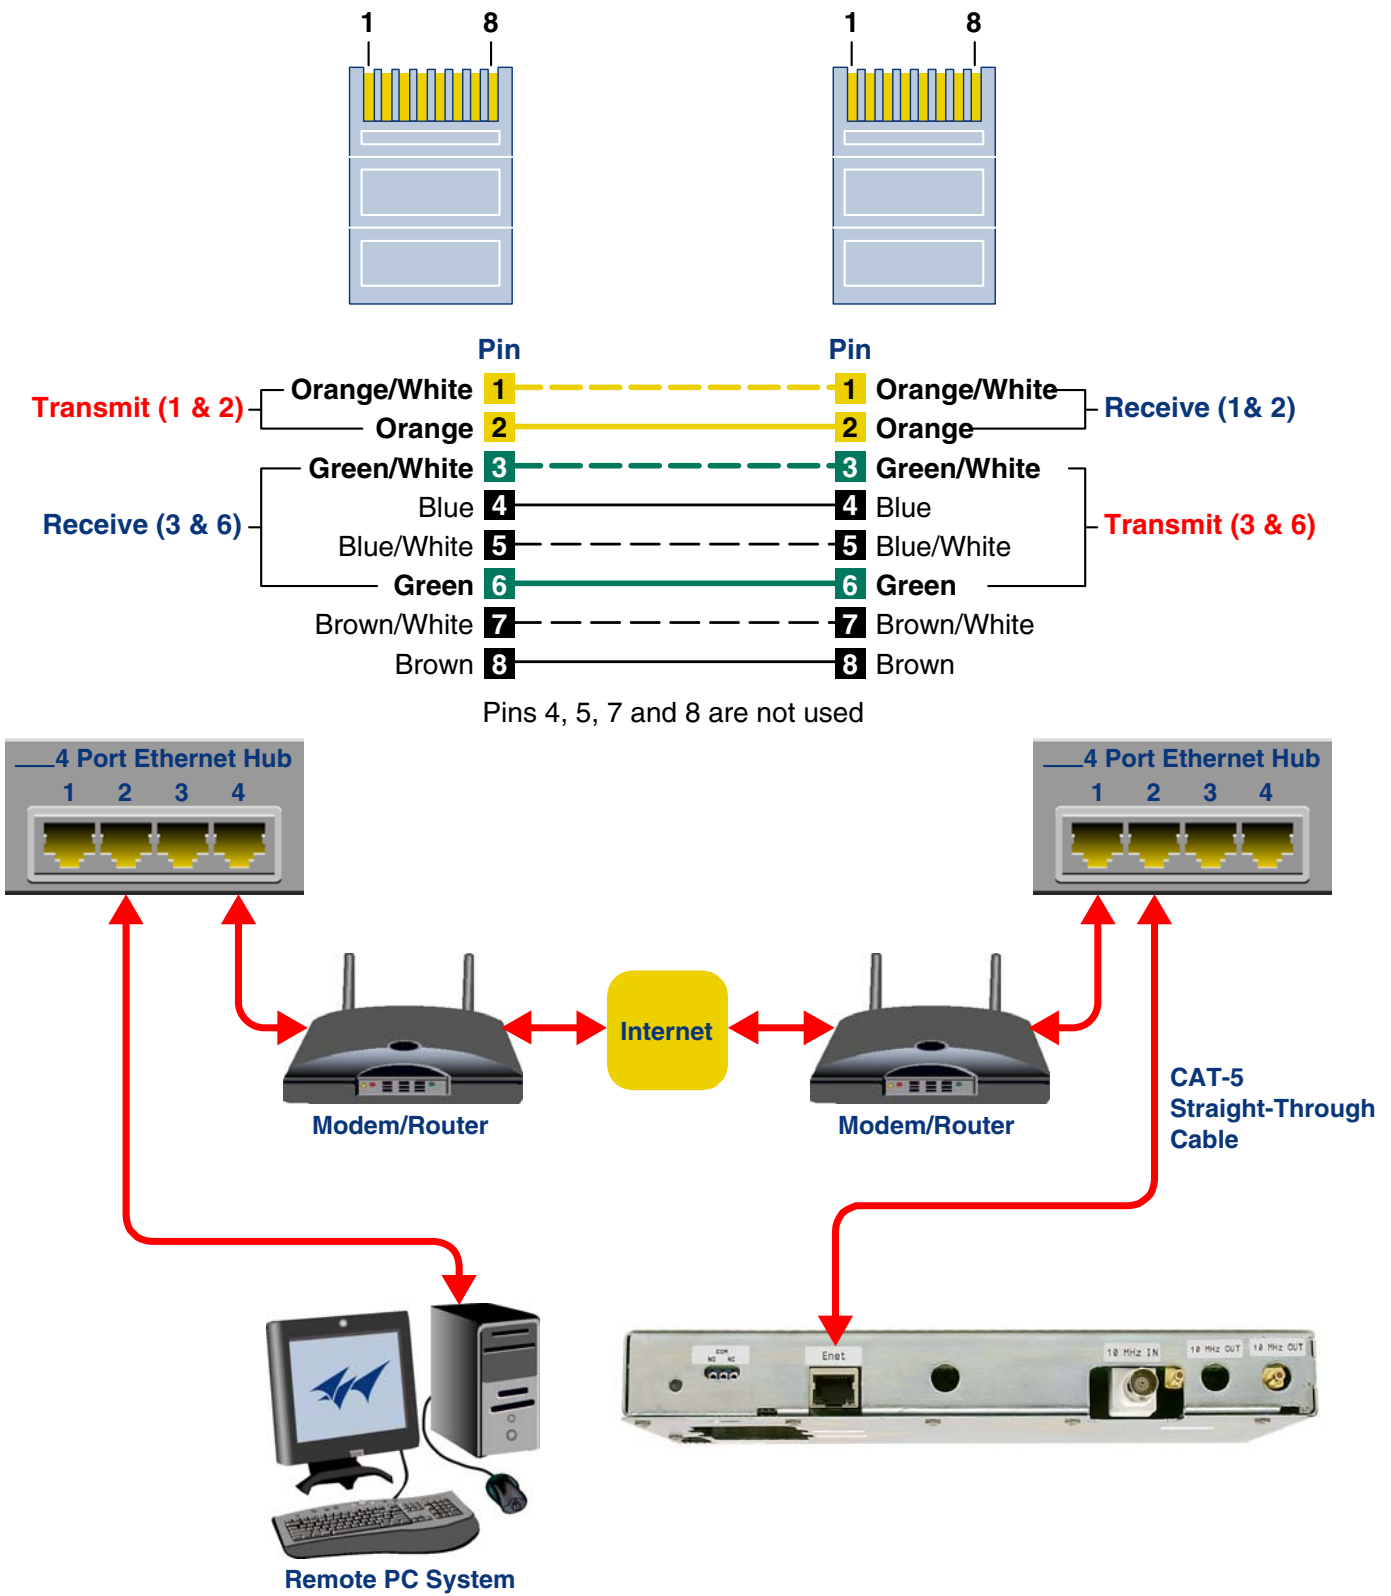 1 8 1 8
Pin Pin
Orange/White 1 1 Orange/White
Transmit (1 & 2) Receive (1& 2)
Orange 2 2 Orange
Green/White 3 3 Green/White
Blue 4 4 Blue
Receive (3 & 6) Transmit (3 & 6)
Blue/White 5 5 Blue/White
Green 6 6 Green
Brown/White 7 7 Brown/White
Brown 8 8 Brown
Pins 4, 5, 7 and 8 are not used
4 Port Ethernet Hub
1 2 3 4
4 Port Ethernet Hub
1 2 3 4
Internet
Modem/Router
Modem/Router
CAT-5
Straight-Through
Cable
COM
NO NC
Enet
10 MHz IN
10 MHz OUT
10 MHz OUT
Remote PC System